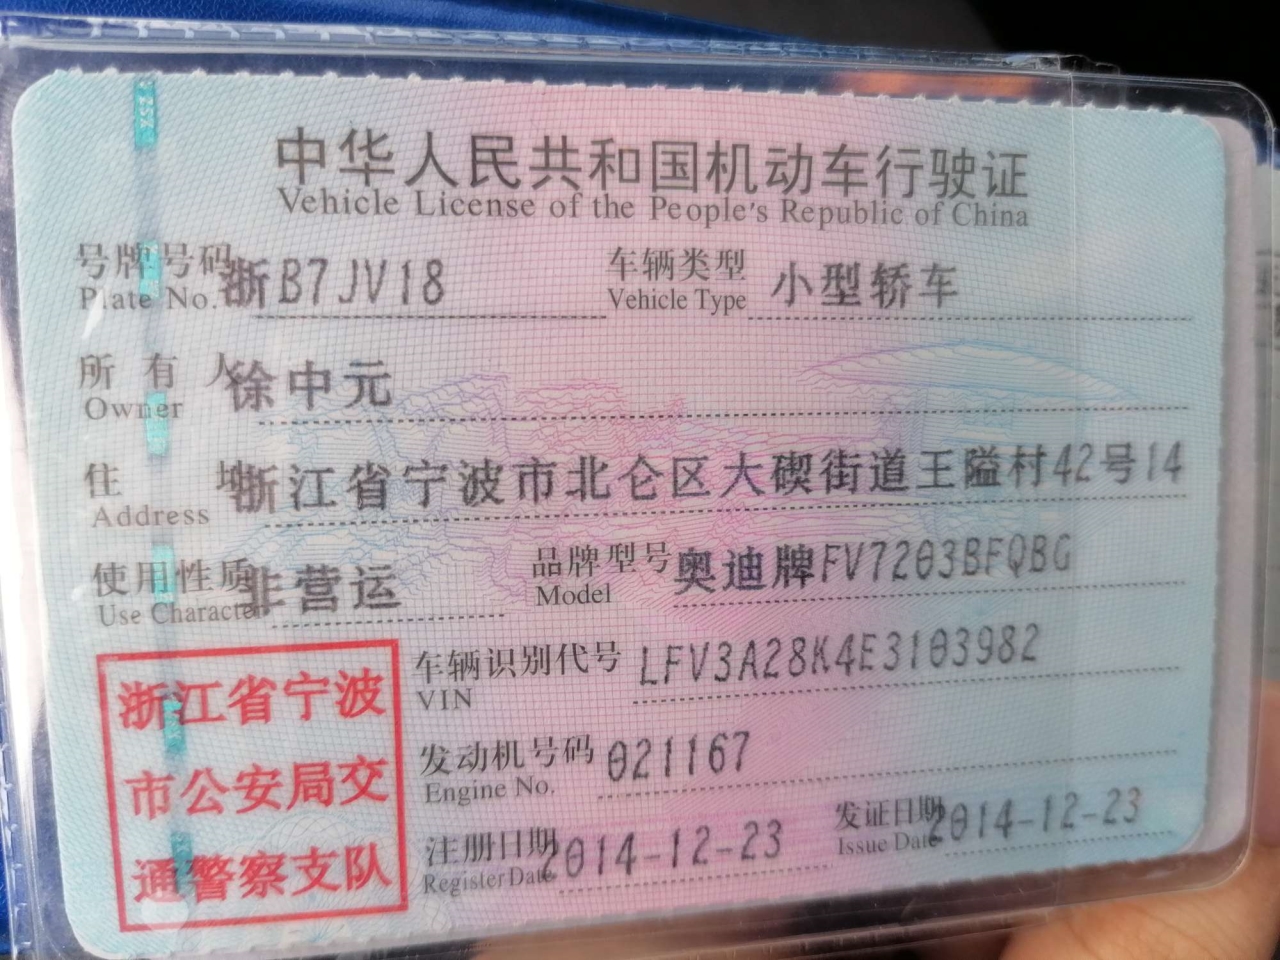 中华人民共和国机动车行驶证
Vehicle License of the People's Republic of China
号牌号码 浙B7JV18 车辆类型 小型轿车
Plate No. Vehicle Type
所有人 徐中元
Owner
住址 浙江省宁波市北仑区大碶街道王隘村42号14
Address
使用性质 非营运 品牌型号 奥迪牌FV7203BFQBG
Use Character Model
车辆识别代号 LFV3A28K4E3103982
VIN
发动机号码 021167
Engine No.
注册日期 2014-12-23 发证日期 2014-12-23
Register Date Issue Date
浙江省宁波
市公安局交
通警察支队